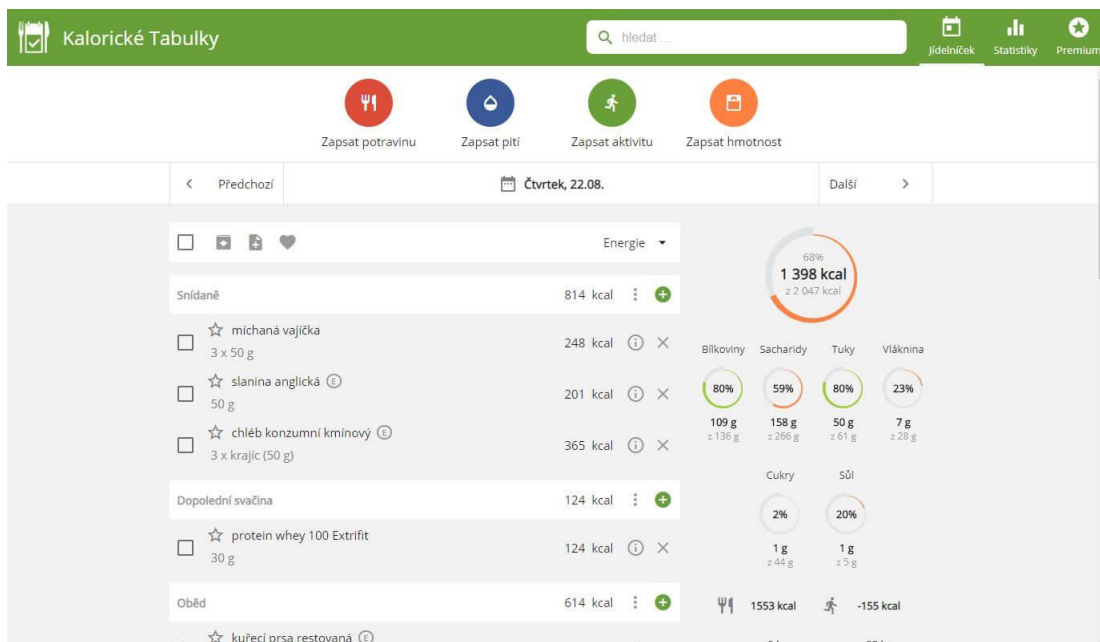 Kalorické Tabulky
hledat ...
Jídelníček
Statistiky
Premium
Zapsat potravinu
Zapsat pití
Zapsat aktivitu
Zapsat hmotnost
Předchozí
Čtvrtek, 22.08.
Další
Energie
Snídaně 814 kcal
míchaná vajíčka
3 x 50 g
248 kcal
slanina anglická E
50 g
201 kcal
chléb konzumní kmínový E
3 x krajíc (50 g)
365 kcal
Dopolední svačina 124 kcal
protein whey 100 Extrifit
30 g
124 kcal
Oběd 614 kcal
kuřecí prsa restovaná E
68%
1 398 kcal
z 2 047 kcal
Bílkoviny Sacharidy Tuky Vláknina
80% 59% 80% 23%
109 g 158 g 50 g 7 g
z 136 g z 266 g z 61 g z 28 g
Cukry Sůl
2% 20%
1 g 1 g
z 44 g z 5 g
1553 kcal -155 kcal